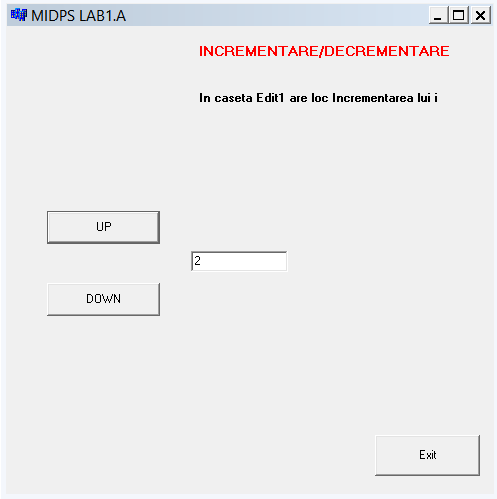 MIDPS LAB1.A
INCREMENTARE/DECREMENTARE
In caseta Edit1 are loc Incrementarea lui i
UP
2
DOWN
Exit